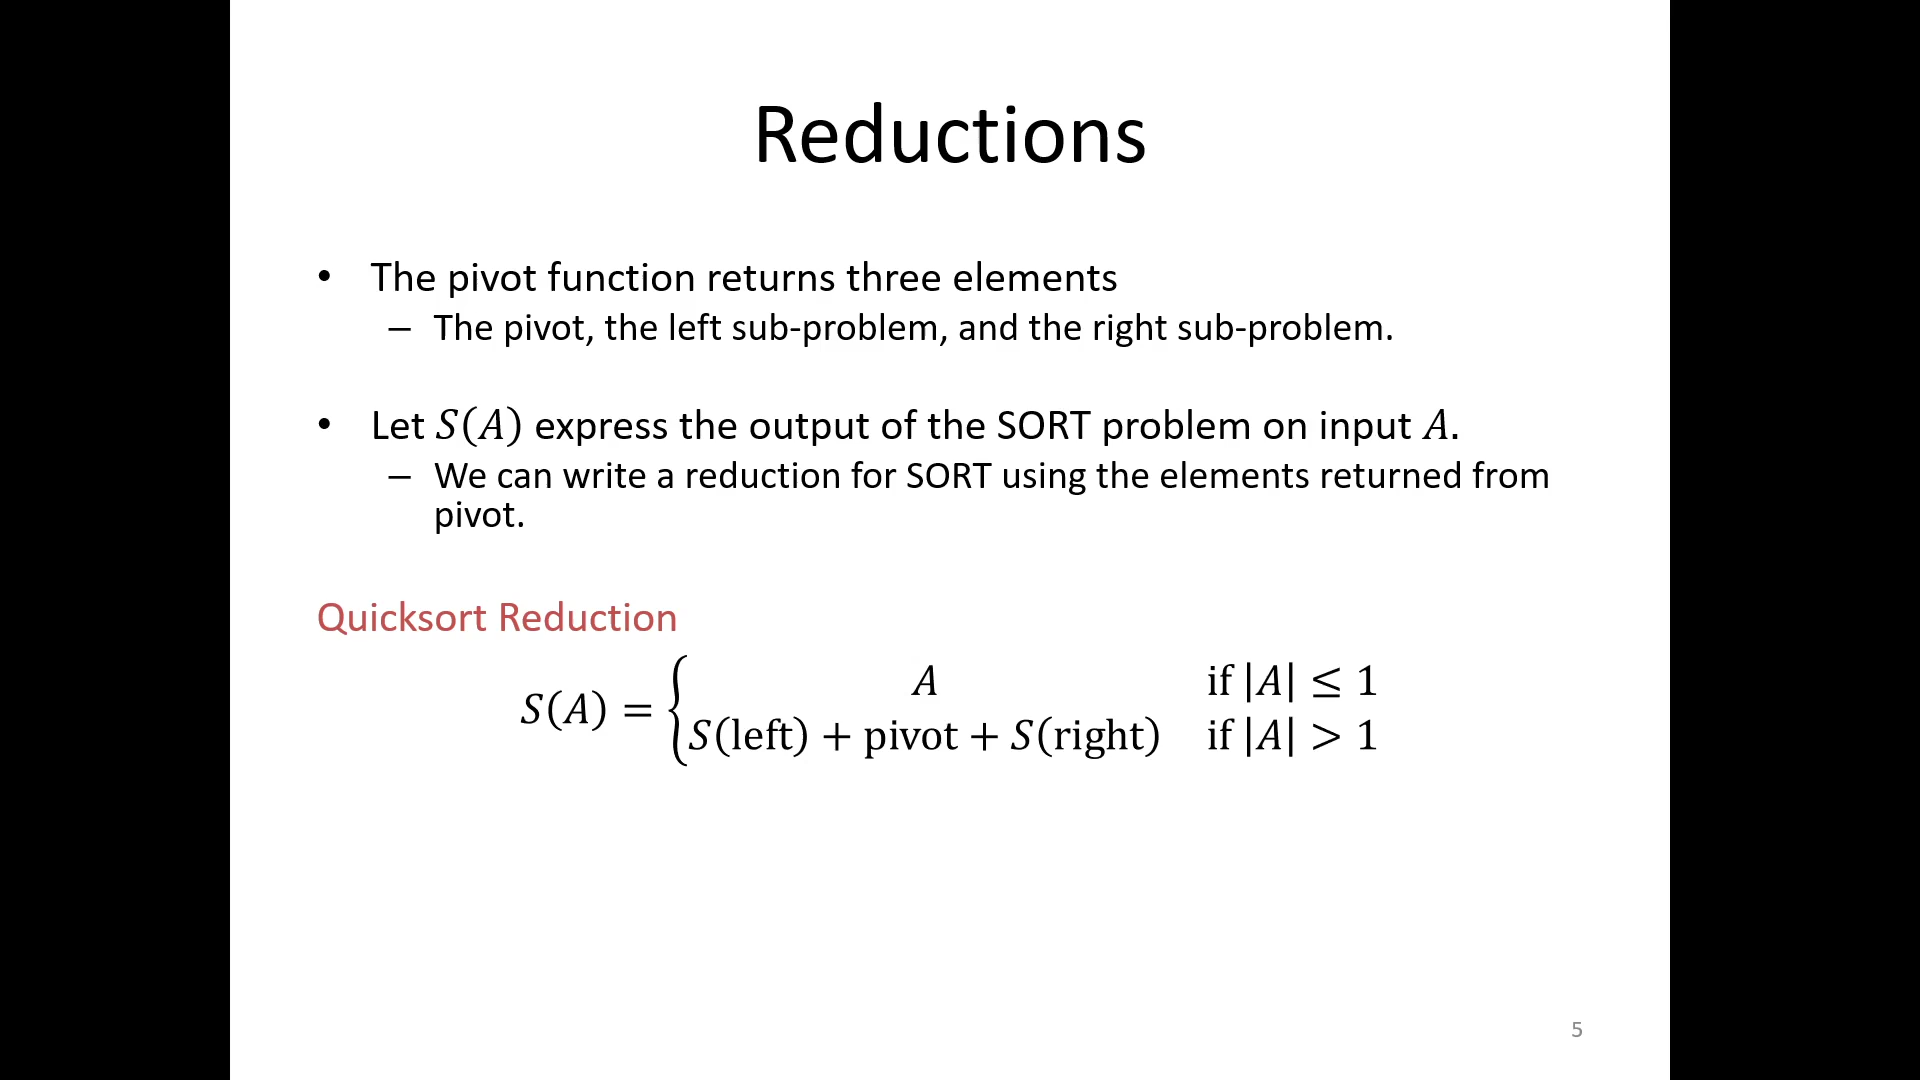 Reductions
• The pivot function returns three elements
– The pivot, the left sub-problem, and the right sub-problem.
• Let S(A) express the output of the SORT problem on input A.
– We can write a reduction for SORT using the elements returned from
pivot.
Quicksort Reduction
S(A) = { A if |A| ≤ 1
S(left) + pivot + S(right) if |A| > 1
5